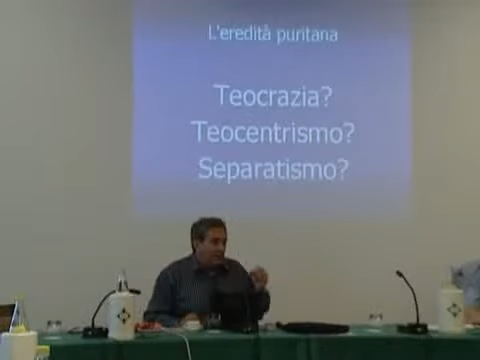 L'eredità puritana
Teocrazia?
Teocentrismo?
Separatismo?